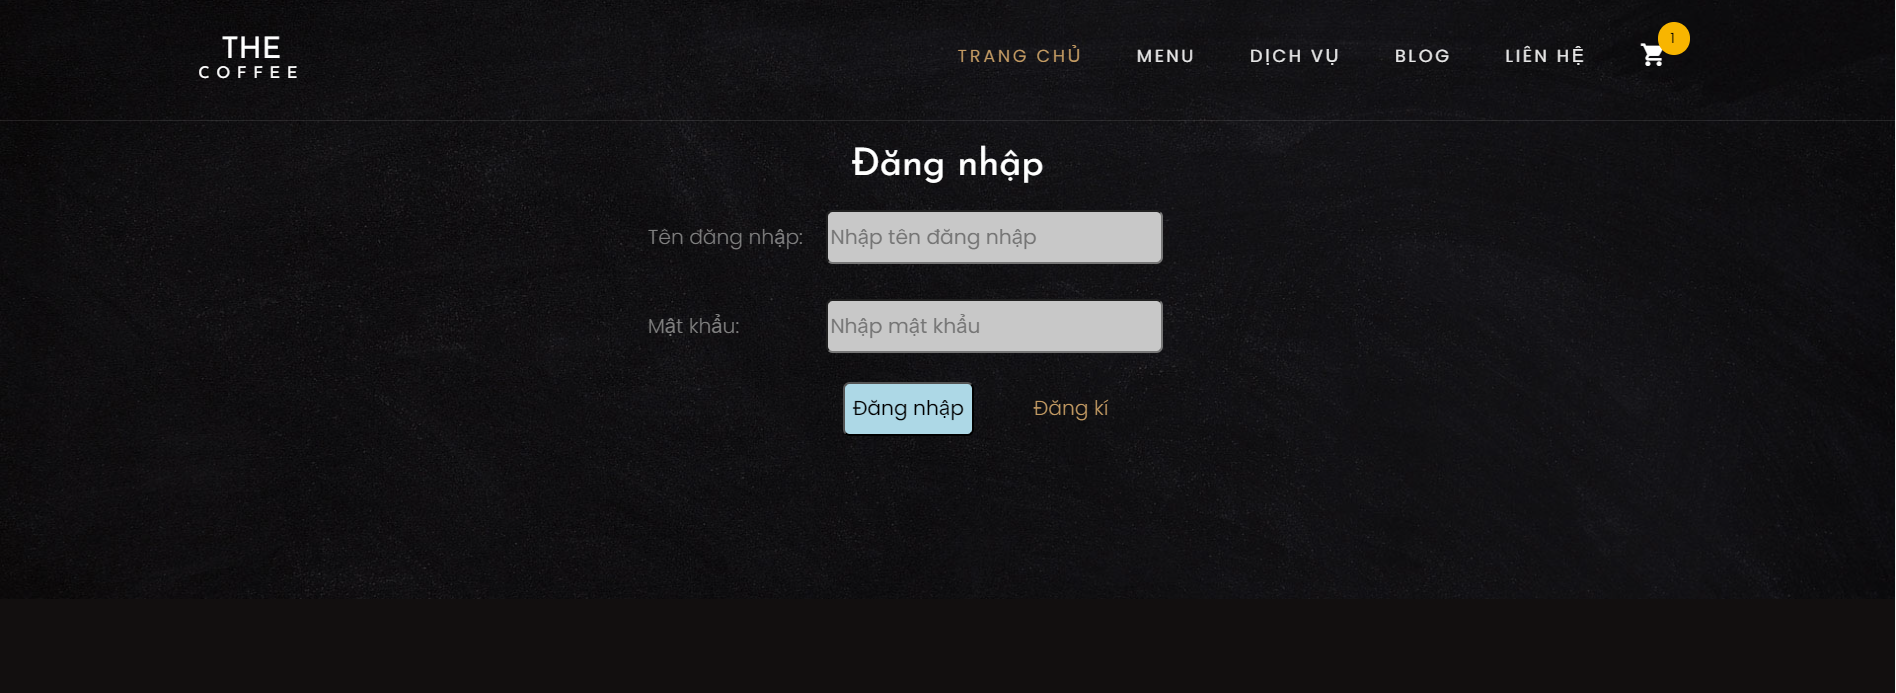 THE
COFFEE
TRANG CHỦ MENU DỊCH VỤ BLOG LIÊN HỆ 1
Đăng nhập
Tên đăng nhập: Nhập tên đăng nhập
Mật khẩu: Nhập mật khẩu
Đăng nhập Đăng kí